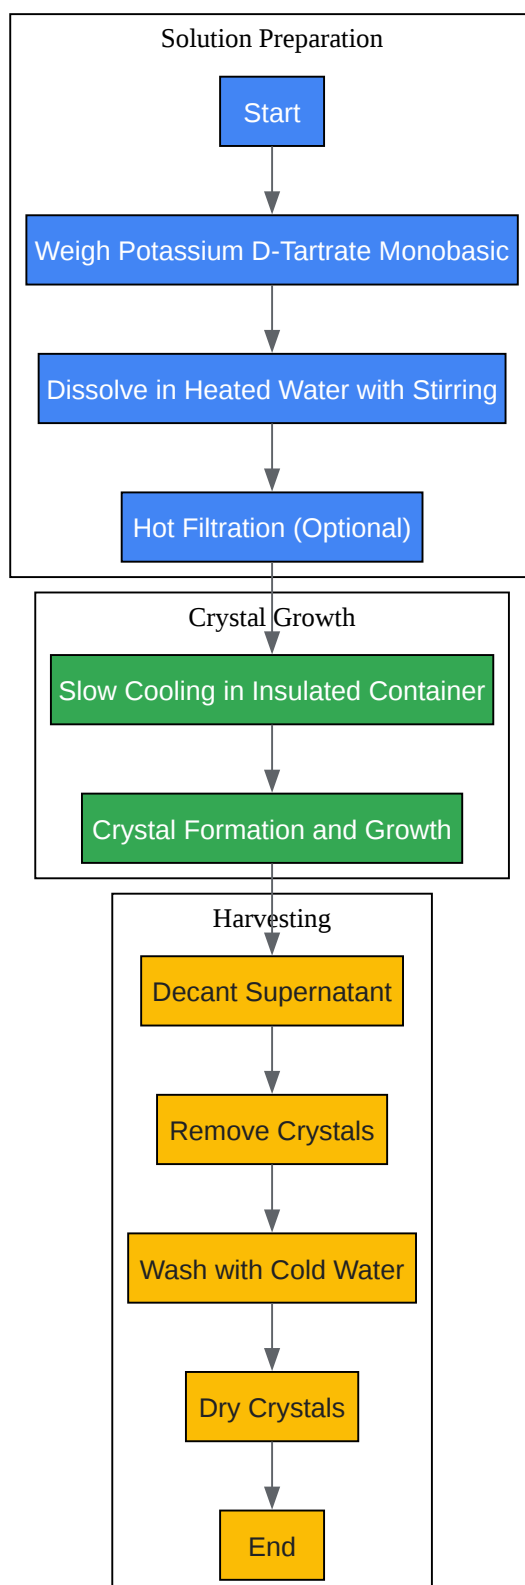 Solution Preparation
Start
Weigh Potassium D-Tartrate Monobasic
Dissolve in Heated Water with Stirring
Hot Filtration (Optional)
Crystal Growth
Slow Cooling in Insulated Container
Crystal Formation and Growth
Harvesting
Decant Supernatant
Remove Crystals
Wash with Cold Water
Dry Crystals
End